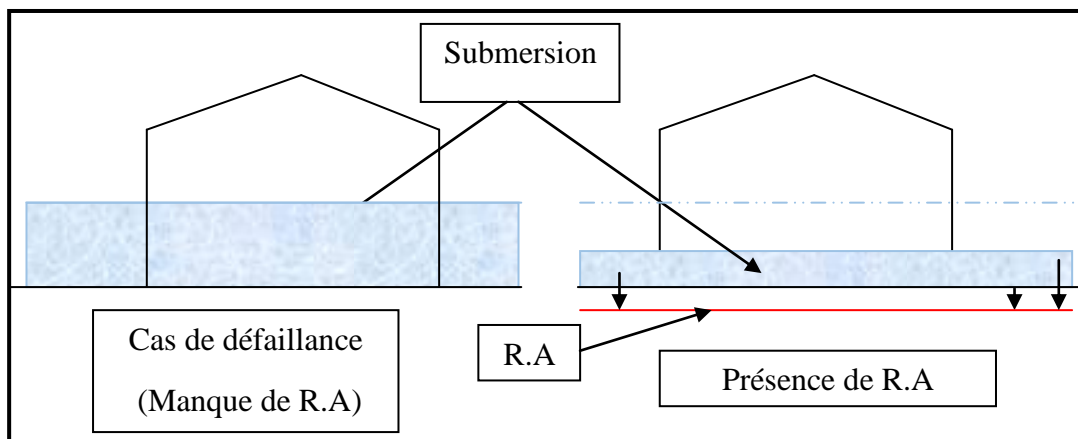 Submersion
Cas de défaillance
(Manque de R.A)
R.A
Présence de R.A